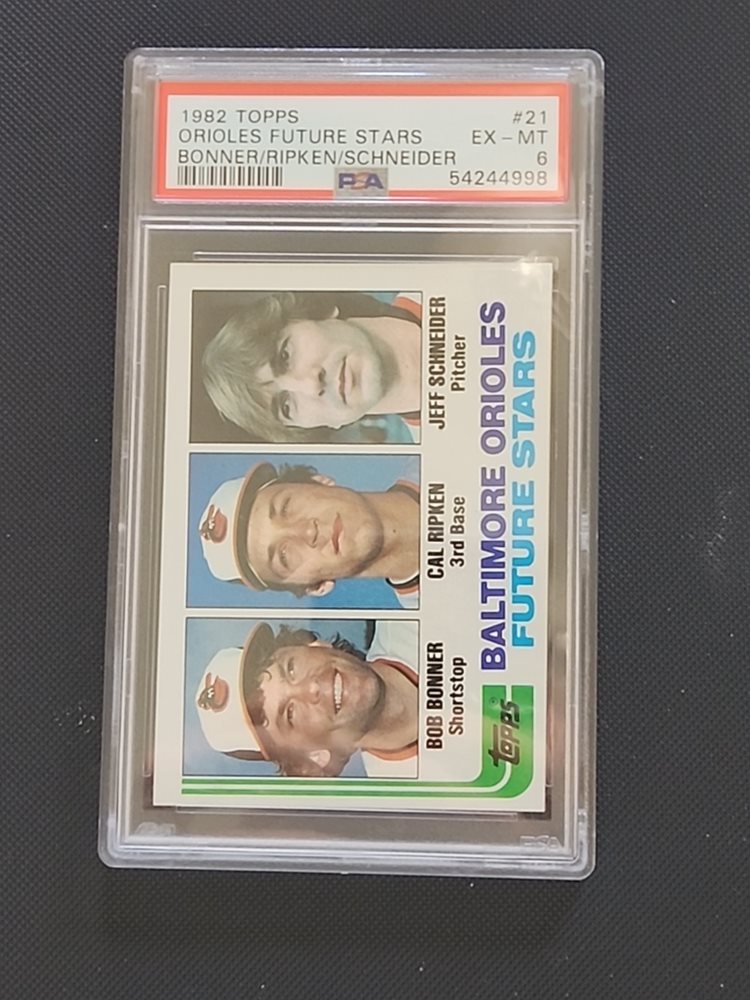 1982 TOPPS #21
ORIOLES FUTURE STARS EX - MT
BONNER/RIPKEN/SCHNEIDER 6
PSA 54244998
BOB BONNER
Shortstop
CAL RIPKEN
3rd Base
JEFF SCHNEIDER
Pitcher
topps®
BALTIMORE ORIOLES
FUTURE STARS
PSA